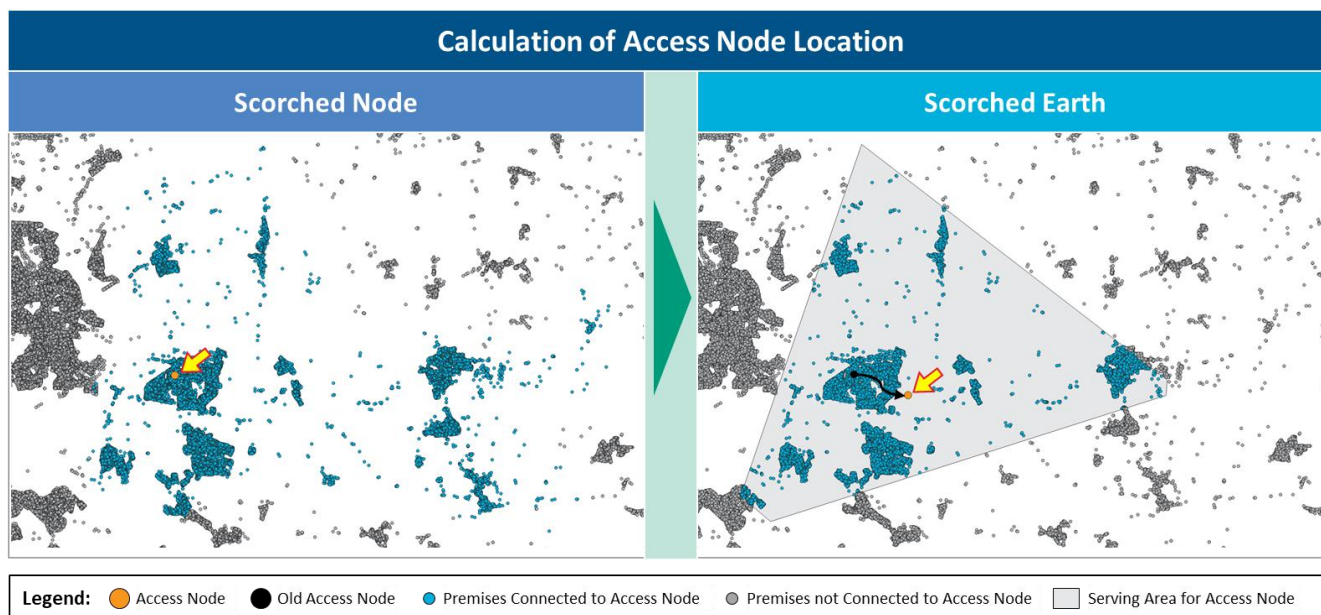 Calculation of Access Node Location
Scorched Node
Scorched Earth
Legend: Access Node Old Access Node Premises Connected to Access Node Premises not Connected to Access Node Serving Area for Access Node